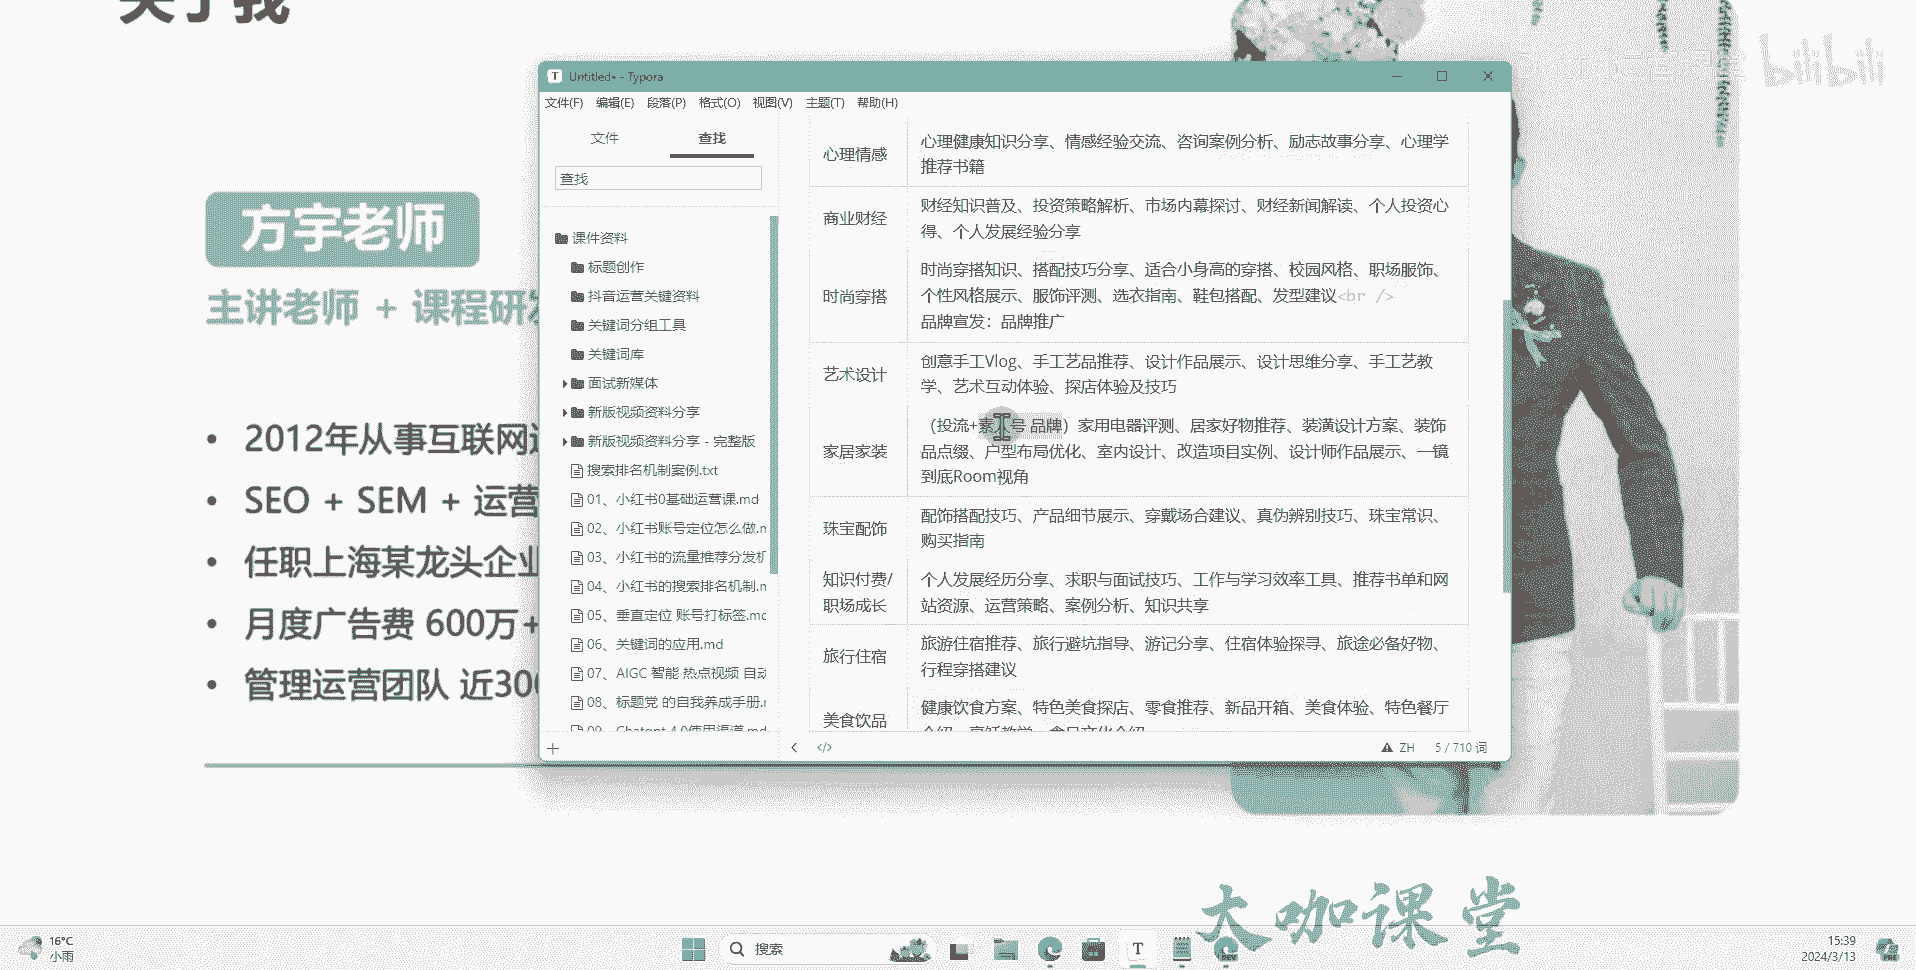 关于我
bilibili
方宇老师
主讲老师 + 课程研发
2012年从事互联网运
SEO + SEM + 运营
任职上海某龙头企业
月度广告费 600万+
管理运营团队 近300
Untitled• - Typora
文件(F) 编辑(E) 段落(P) 格式(O) 视图(V) 主题(T) 帮助(H)
文件 查找
查找
课件资料
标题创作
抖音运营关键资料
关键词分组工具
关键词库
面试新媒体
新版视频资料分享
新版视频资料分享 - 完整版
搜索排名机制案例.txt
01、小红书0基础运营课.md
02、小红书账号定位怎么做.m
03、小红书的流量推荐分发机
04、小红书的搜索排名机制.m
05、垂直定位 账号打标签.mc
06、关键词的应用.md
07、AIGC 智能 热点视频 自动
08、标题党 的自我养成手册.m
09、Chatgpt 4.0使用渠道.md
心理情感
心理健康知识分享、情感经验交流、咨询案例分析、励志故事分享、心理学
推荐书籍
商业财经
财经知识普及、投资策略解析、市场内幕探讨、财经新闻解读、个人投资心
得、个人发展经验分享
时尚穿搭
时尚穿搭知识、搭配技巧分享、适合小身高的穿搭、校园风格、职场服饰、
个性风格展示、服饰评测、选衣指南、鞋包搭配、发型建议<br />
品牌宣发：品牌推广
艺术设计
创意手工Vlog、手工艺品推荐、设计作品展示、设计思维分享、手工艺教
学、艺术互动体验、探店体验及技巧
家居家装
（投流+素人号 品牌）家用电器评测、居家好物推荐、装潢设计方案、装饰
品点缀、户型布局优化、室内设计、改造项目实例、设计师作品展示、一镜
到底Room视角
珠宝配饰
配饰搭配技巧、产品细节展示、穿戴场合建议、真伪辨别技巧、珠宝常识、
购买指南
知识付费/
职场成长
个人发展经历分享、求职与面试技巧、工作与学习效率工具、推荐书单和网
站资源、运营策略、案例分析、知识共享
旅行住宿
旅游住宿推荐、旅行避坑指导、游记分享、住宿体验探寻、旅途必备好物、
行程穿搭建议
美食饮品
健康饮食方案、特色美食探店、零食推荐、新品开箱、美食体验、特色餐厅
介绍、烹饪教学、食品文化介绍
</> ZH 5 / 710 词
大咖课堂
16°C
小雨
搜索
DEV
15:39
2024/3/13
PRE